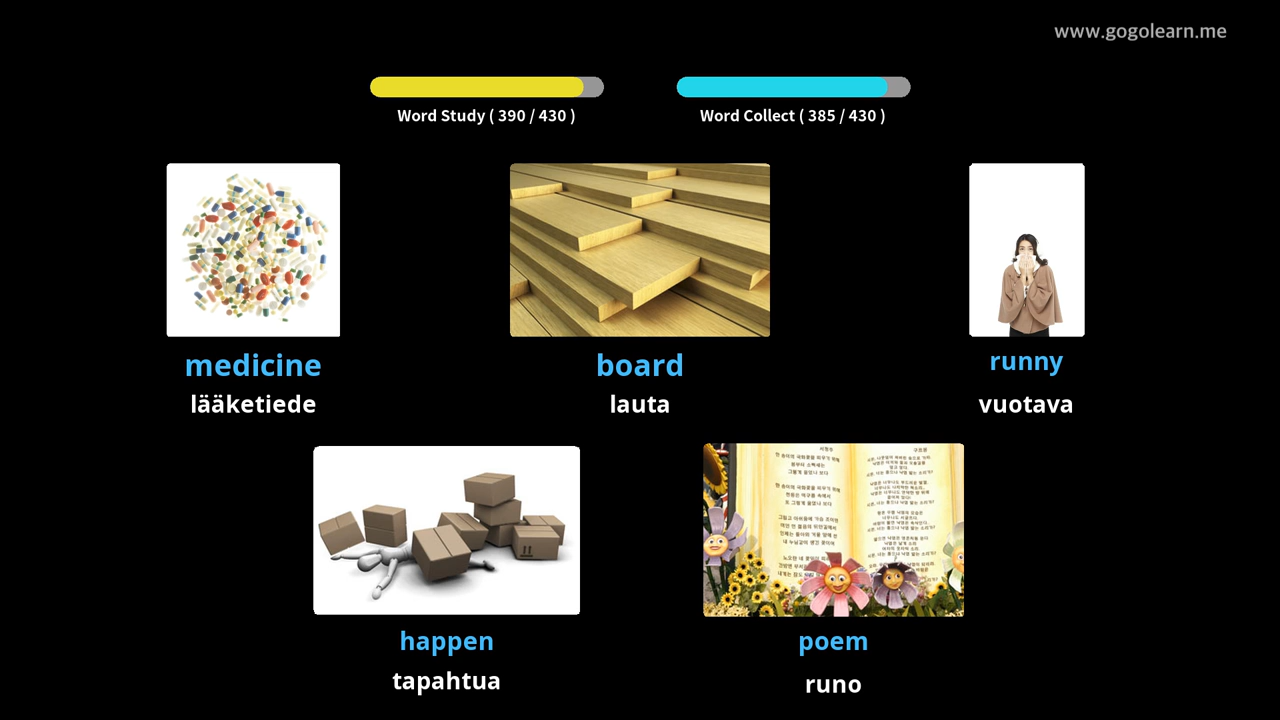 www.gogolearn.me
Word Study ( 390 / 430 )
Word Collect ( 385 / 430 )
medicine
board
runny
lääketiede
lauta
vuotava
happen
poem
tapahtua
runo